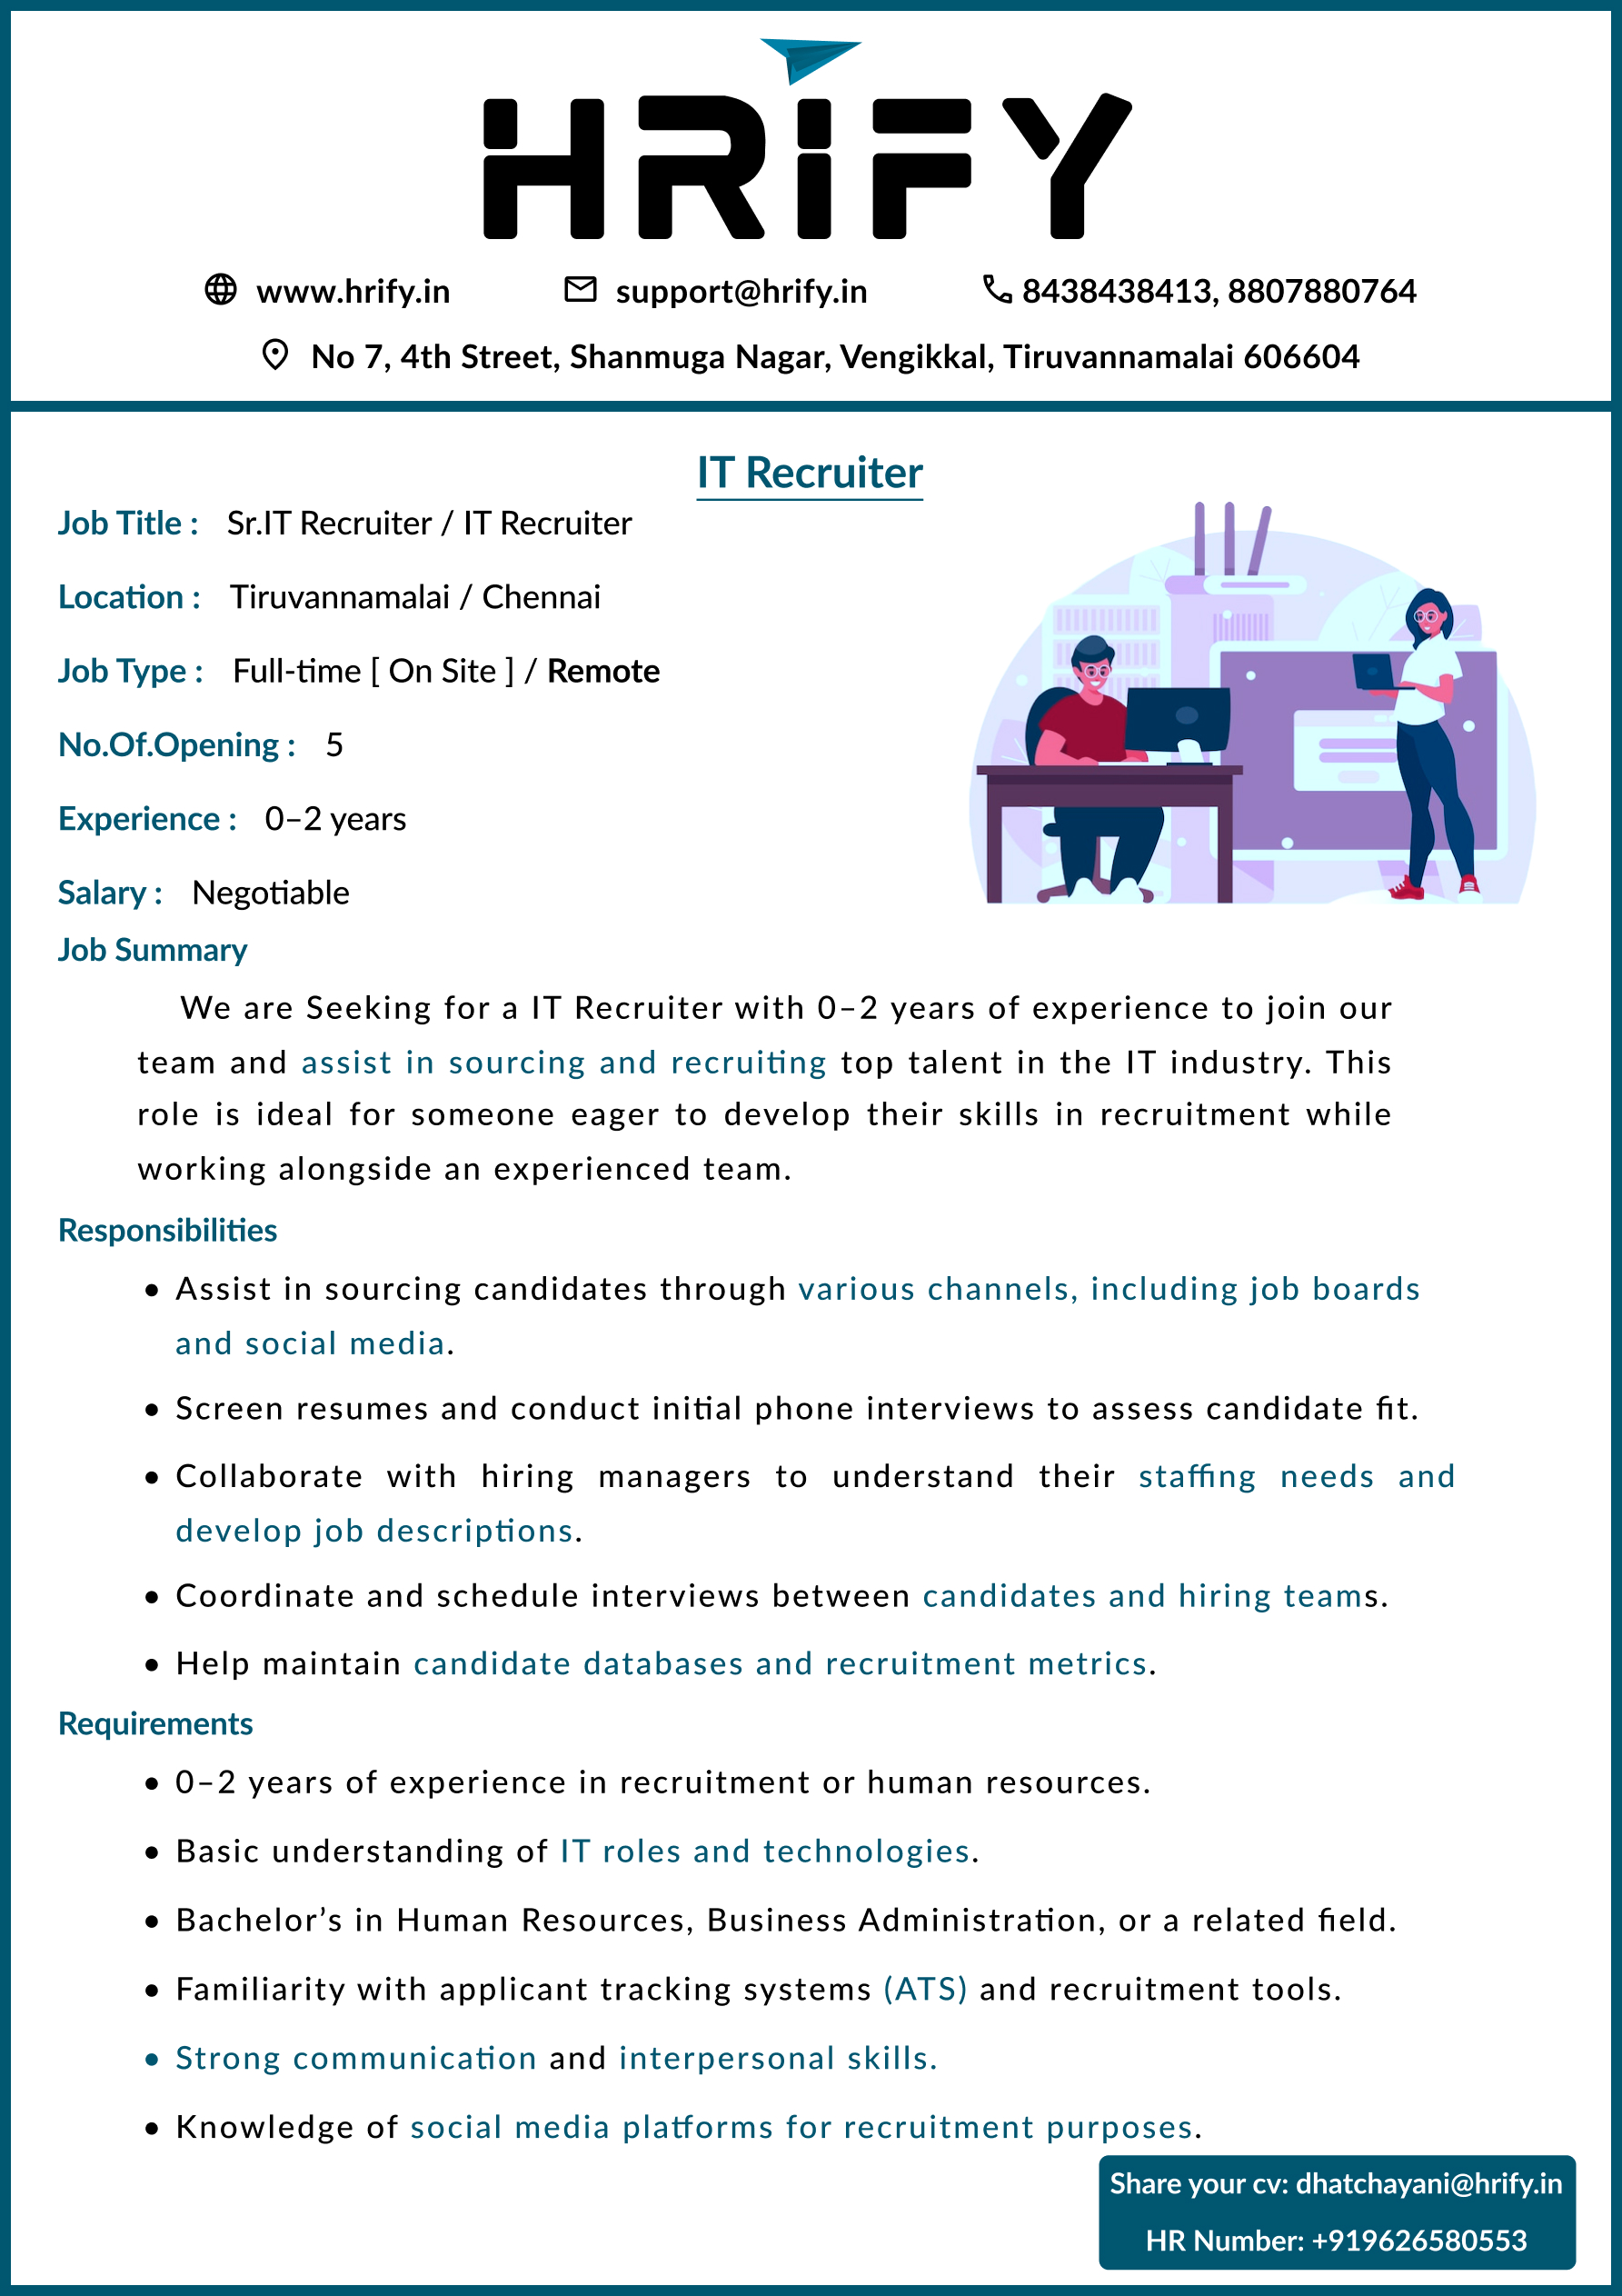 HRIFY
www.hrify.in support@hrify.in 8438438413, 8807880764
No 7, 4th Street, Shanmuga Nagar, Vengikkal, Tiruvannamalai 606604
IT Recruiter
Job Title : Sr.IT Recruiter / IT Recruiter
Location : Tiruvannamalai / Chennai
Job Type : Full-time [ On Site ] / Remote
No.Of.Opening : 5
Experience : 0–2 years
Salary : Negotiable
Job Summary
We are Seeking for a IT Recruiter with 0–2 years of experience to join our
team and assist in sourcing and recruiting top talent in the IT industry. This
role is ideal for someone eager to develop their skills in recruitment while
working alongside an experienced team.
Responsibilities
• Assist in sourcing candidates through various channels, including job boards
and social media.
• Screen resumes and conduct initial phone interviews to assess candidate fit.
• Collaborate with hiring managers to understand their staffing needs and
develop job descriptions.
• Coordinate and schedule interviews between candidates and hiring teams.
• Help maintain candidate databases and recruitment metrics.
Requirements
• 0–2 years of experience in recruitment or human resources.
• Basic understanding of IT roles and technologies.
• Bachelor’s in Human Resources, Business Administration, or a related field.
• Familiarity with applicant tracking systems (ATS) and recruitment tools.
• Strong communication and interpersonal skills.
• Knowledge of social media platforms for recruitment purposes.
Share your cv: dhatchayani@hrify.in
HR Number: +919626580553